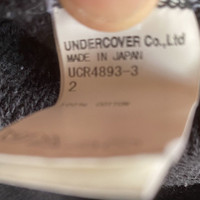 UNDERCOVER Co.,Ltd
MADE IN JAPAN
UCR4893-3
2